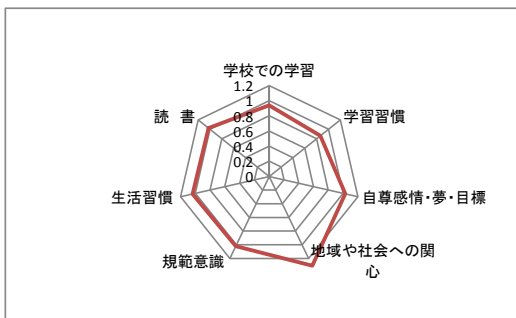 学校での学習
1.2
1
0.8
0.6
0.4
0.2
0
学習習慣
自尊感情・夢・目標
地域や社会への関
心
規範意識
生活習慣
読　書